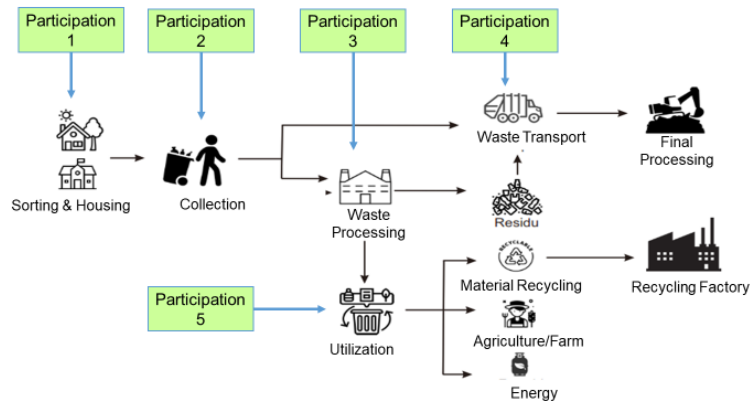 Participation
1
Participation
2
Participation
3
Participation
4
Sorting & Housing
Collection
Waste
Processing
Waste Transport
Final
Processing
Residu
RECYCLABLE
Material Recycling
Recycling Factory
Participation
5
Utilization
Agriculture/Farm
Energy